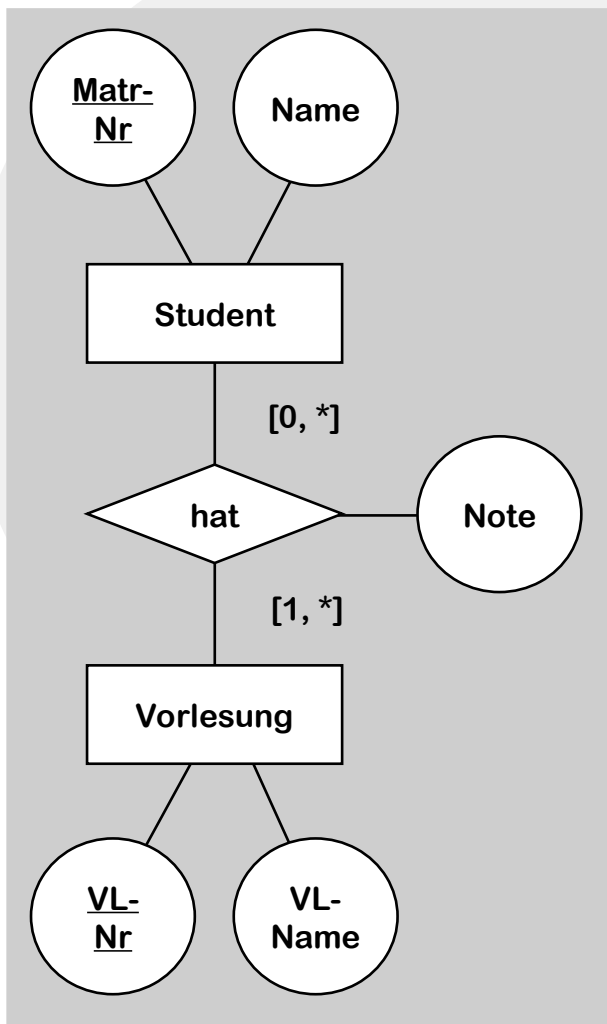 Matr-
Nr
Name
Student
[0, *]
hat
Note
[1, *]
Vorlesung
VL-
Nr
VL-
Name